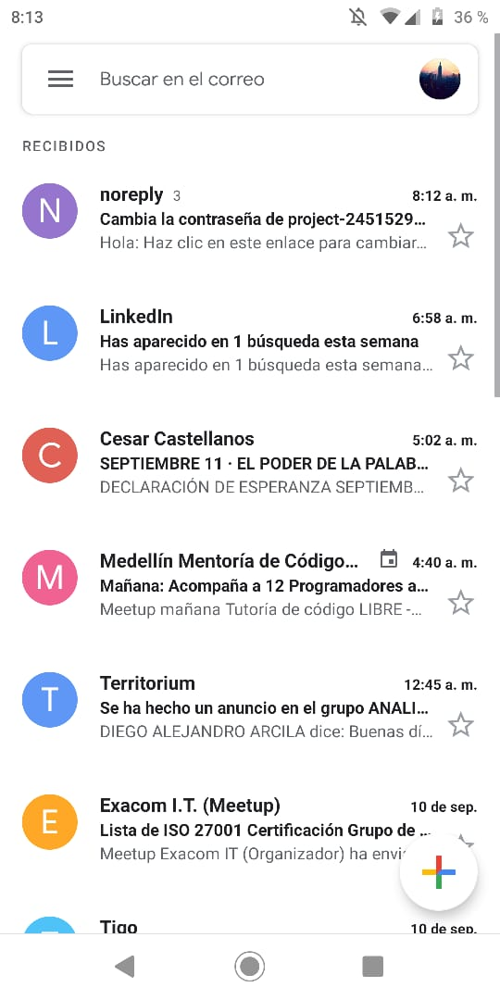 8:13
36 %
Buscar en el correo
RECIBIDOS
N
noreply 3
8:12 a. m.
Cambia la contraseña de project-2451529...
Hola: Haz clic en este enlace para cambiar...
L
LinkedIn
6:58 a. m.
Has aparecido en 1 búsqueda esta semana
Has aparecido en 1 búsqueda esta semana...
C
Cesar Castellanos
5:02 a. m.
SEPTIEMBRE 11 · EL PODER DE LA PALAB...
DECLARACIÓN DE ESPERANZA SEPTIEMB...
M
Medellín Mentoría de Código...
4:40 a. m.
Mañana: Acompaña a 12 Programadores a...
Meetup mañana Tutoría de código LIBRE -...
T
Territorium
12:45 a. m.
Se ha hecho un anuncio en el grupo ANALI...
DIEGO ALEJANDRO ARCILA dice: Buenas dí...
E
Exacom I.T. (Meetup)
10 de sep.
Lista de ISO 27001 Certificación Grupo de ...
Meetup Exacom IT (Organizador) ha envi
T
Tigo
10 de sep.